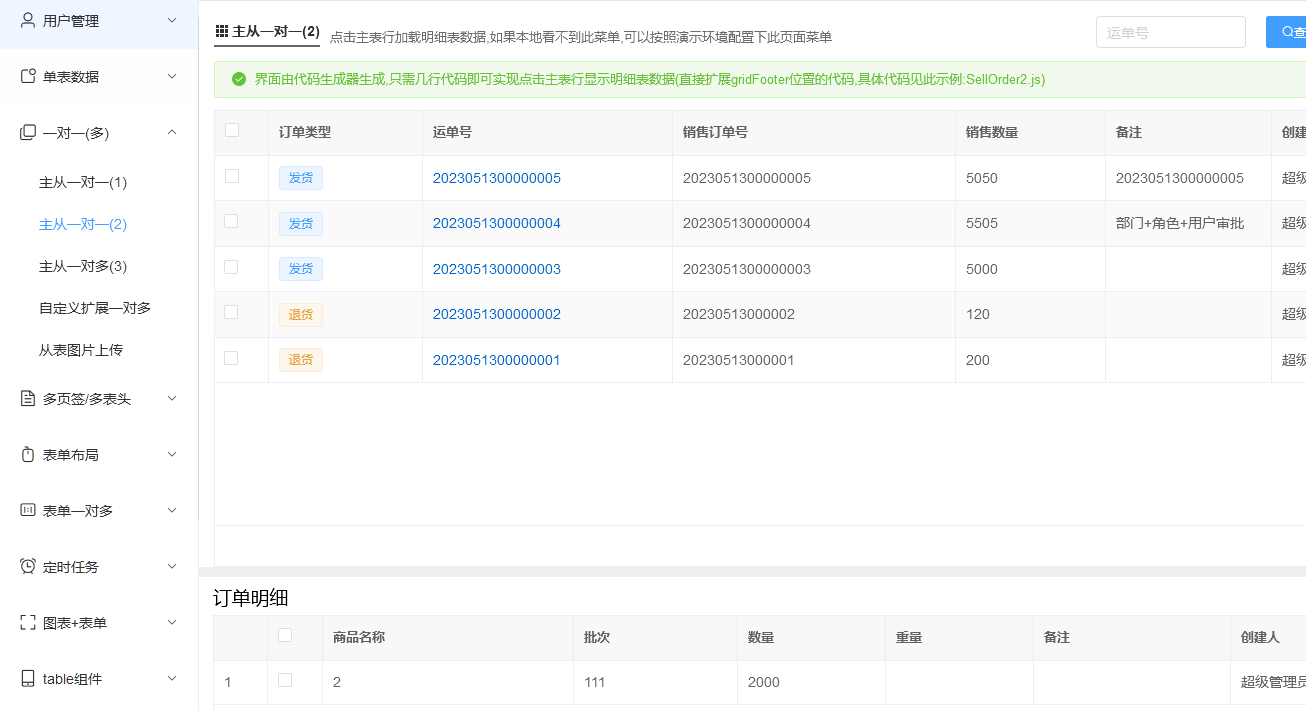 用户管理
单表数据
一对一(多)
主从一对一(1)
主从一对一(2)
主从一对多(3)
自定义扩展一对多
从表图片上传
多页签/多表头
表单布局
表单一对多
定时任务
图表+表单
table组件
主从一对一(2) 点击主表行加载明细表数据,如果本地看不到此菜单,可以按照演示环境配置下此页面菜单 运单号 查
界面由代码生成器生成,只需几行代码即可实现点击主表行显示明细表数据(直接扩展gridFooter位置的代码,具体代码见此示例:SellOrder2.js)
订单类型 运单号 销售订单号 销售数量 备注 创建
发货 2023051300000005 2023051300000005 5050 2023051300000005 超级
发货 2023051300000004 2023051300000004 5505 部门+角色+用户审批 超级
发货 2023051300000003 2023051300000003 5000 超级
退货 2023051300000002 20230513000002 120 超级
退货 2023051300000001 20230513000001 200 超级
订单明细
商品名称 批次 数量 重量 备注 创建人
1 2 111 2000 超级管理员